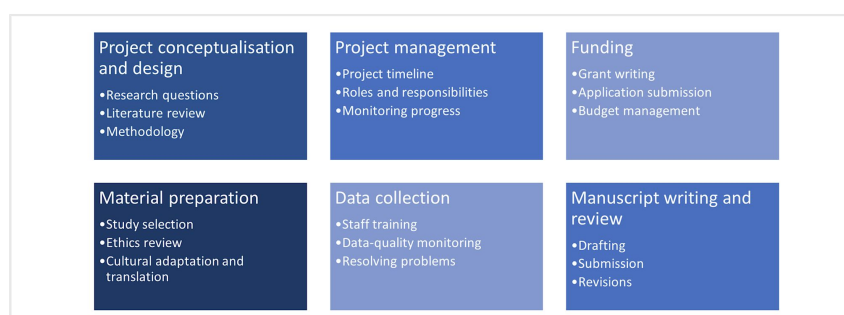 Project conceptualisation
and design
•Research questions
•Literature review
•Methodology
Project management
•Project timeline
•Roles and responsibilities
•Monitoring progress
Funding
•Grant writing
•Application submission
•Budget management
Material preparation
•Study selection
•Ethics review
•Cultural adaptation and
translation
Data collection
•Staff training
•Data-quality monitoring
•Resolving problems
Manuscript writing and
review
•Drafting
•Submission
•Revisions